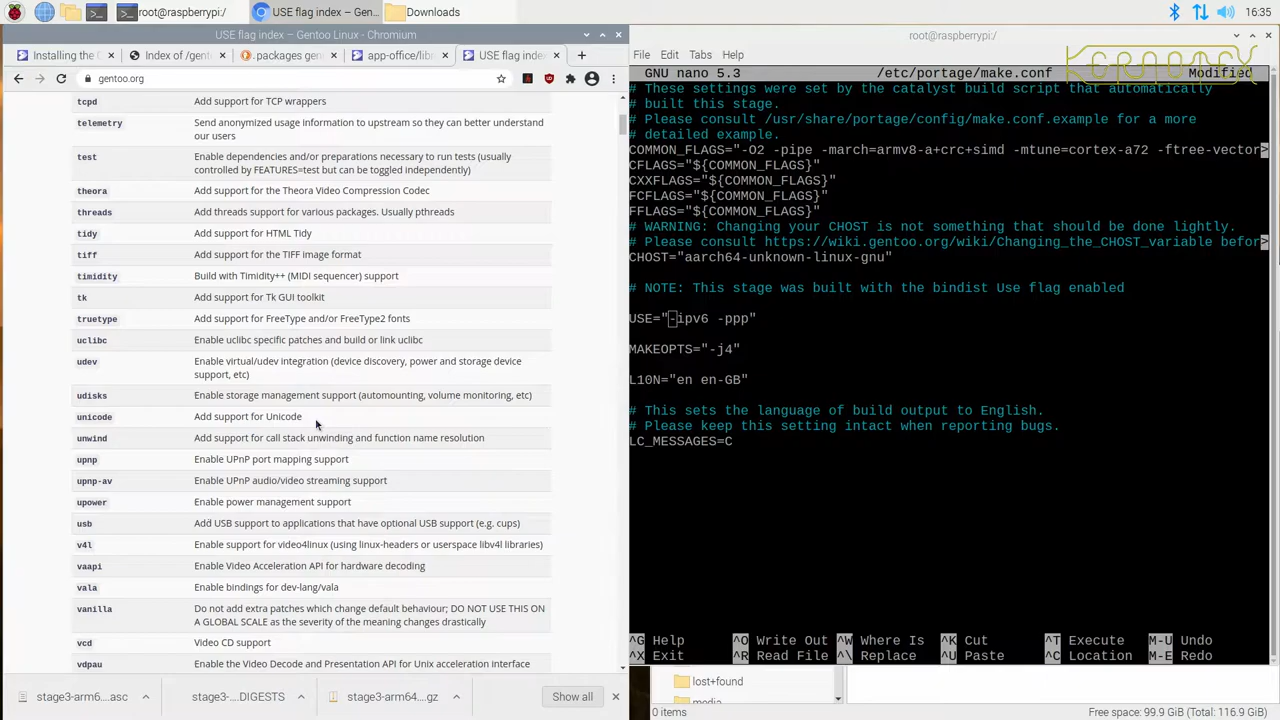 root@raspberrypi:/
USE flag index – Gent...
Downloads
16:35
USE flag index – Gentoo Linux - Chromium
Installing the G
Index of /gento
.packages gen
app-office/libr
USE flag index
gentoo.org
tcpd Add support for TCP wrappers
telemetry Send anonymized usage information to upstream so they can better understand
our users
test Enable dependencies and/or preparations necessary to run tests (usually
controlled by FEATURES=test but can be toggled independently)
theora Add support for the Theora Video Compression Codec
threads Add threads support for various packages. Usually pthreads
tidy Add support for HTML Tidy
tiff Add support for the TIFF image format
timidity Build with Timidity++ (MIDI sequencer) support
tk Add support for Tk GUI toolkit
truetype Add support for FreeType and/or FreeType2 fonts
uclibc Enable uclibc specific patches and build or link uclibc
udev Enable virtual/udev integration (device discovery, power and storage device
support, etc)
udisks Enable storage management support (automounting, volume monitoring, etc)
unicode Add support for Unicode
unwind Add support for call stack unwinding and function name resolution
upnp Enable UPnP port mapping support
upnp-av Enable UPnP audio/video streaming support
upower Enable power management support
usb Add USB support to applications that have optional USB support (e.g. cups)
v4l Enable support for video4linux (using linux-headers or userspace libv4l libraries)
vaapi Enable Video Acceleration API for hardware decoding
vala Enable bindings for dev-lang/vala
vanilla Do not add extra patches which change default behaviour; DO NOT USE THIS ON
A GLOBAL SCALE as the severity of the meaning changes drastically
vcd Video CD support
vdpau Enable the Video Decode and Presentation API for Unix acceleration interface
stage3-arm6....asc
stage3-....DIGESTS
stage3-arm64....gz
Show all
root@raspberrypi:/
File Edit Tabs Help
GNU nano 5.3 /etc/portage/make.conf Modified
# These settings were set by the catalyst build script that automatically
# built this stage.
# Please consult /usr/share/portage/config/make.conf.example for a more
# detailed example.
COMMON_FLAGS="-O2 -pipe -march=armv8-a+crc+simd -mtune=cortex-a72 -ftree-vector>
CFLAGS="${COMMON_FLAGS}"
CXXFLAGS="${COMMON_FLAGS}"
FCFLAGS="${COMMON_FLAGS}"
FFLAGS="${COMMON_FLAGS}"
# WARNING: Changing your CHOST is not something that should be done lightly.
# Please consult https://wiki.gentoo.org/wiki/Changing_the_CHOST_variable befor>
CHOST="aarch64-unknown-linux-gnu"
# NOTE: This stage was built with the bindist Use flag enabled
USE="-ipv6 -ppp"
MAKEOPTS="-j4"
L10N="en en-GB"
# This sets the language of build output to English.
# Please keep this setting intact when reporting bugs.
LC_MESSAGES=C
^G Help ^O Write Out ^W Where Is ^K Cut ^T Execute M-U Undo
^X Exit ^R Read File ^\ Replace ^U Paste ^C Location M-E Redo
lost+found
media
0 items
Free space: 99.9 GiB (Total: 116.9 GiB)